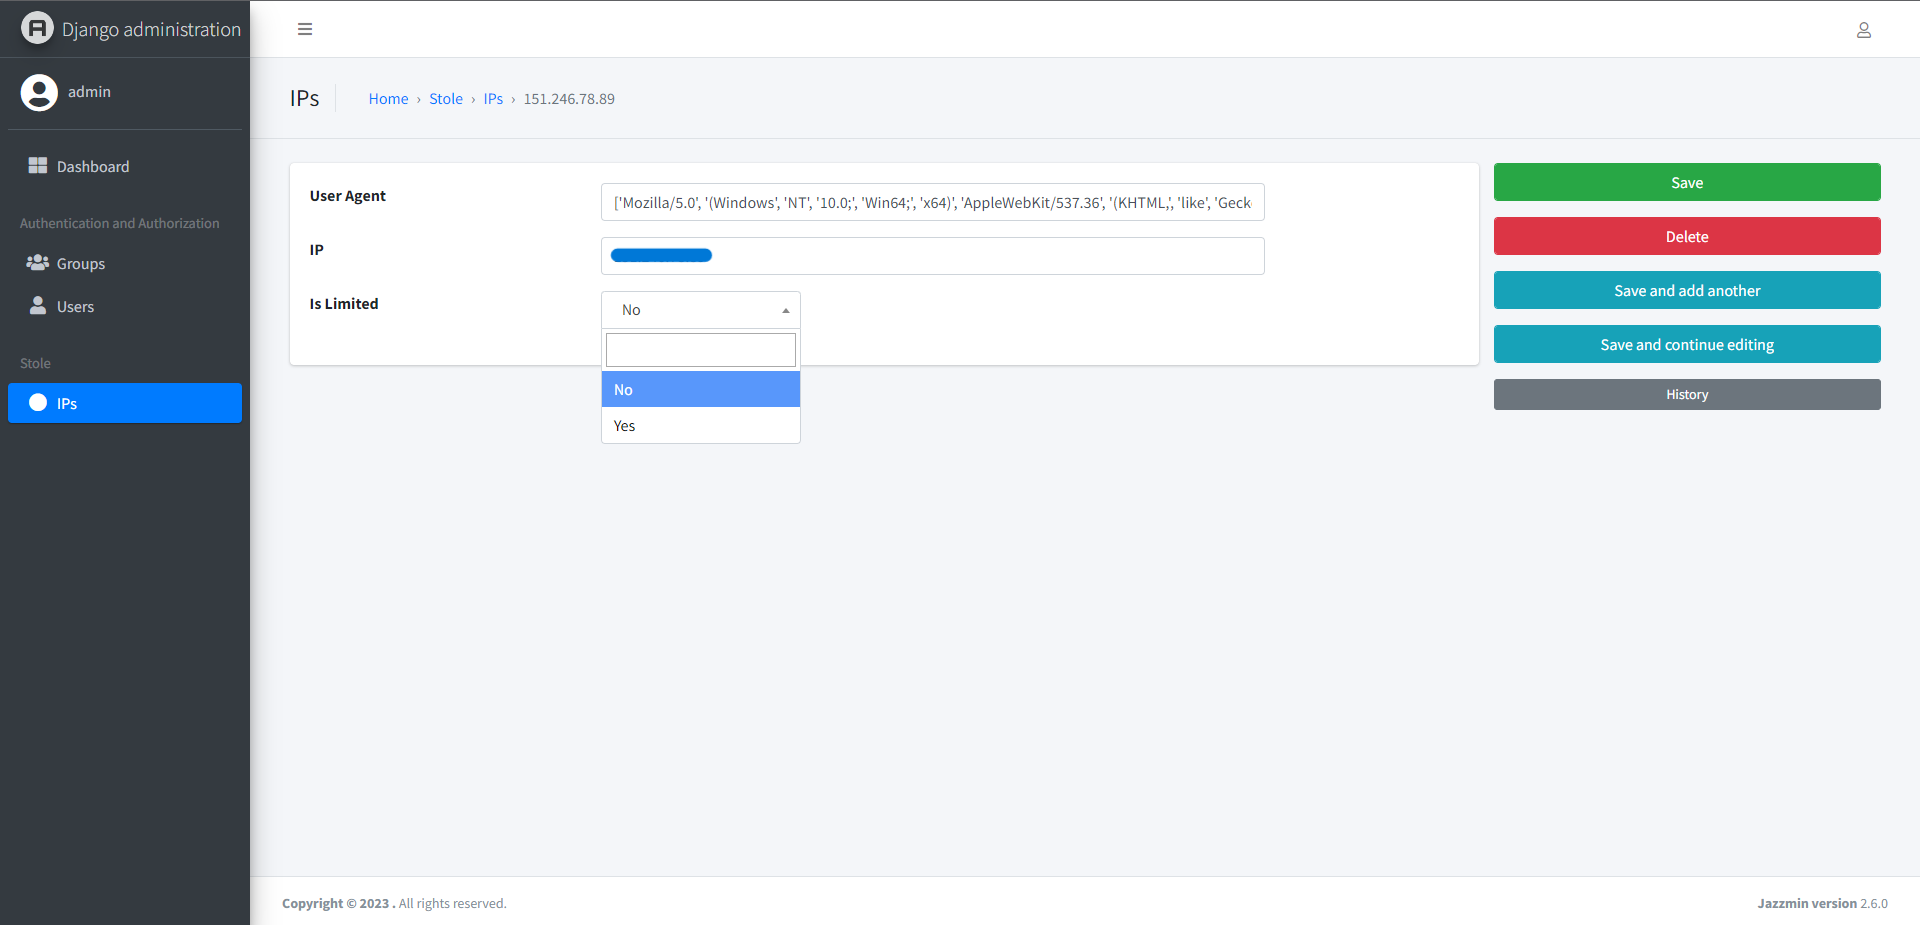 Django administration
admin
Dashboard
Authentication and Authorization
Groups
Users
Stole
IPs
IPs
Home › Stole › IPs › 151.246.78.89
User Agent
['Mozilla/5.0', '(Windows', 'NT', '10.0;', 'Win64;', 'x64)', 'AppleWebKit/537.36', '(KHTML,', 'like', 'Geck
IP
Is Limited
No
No
Yes
Save
Delete
Save and add another
Save and continue editing
History
Copyright © 2023 . All rights reserved.
Jazzmin version 2.6.0